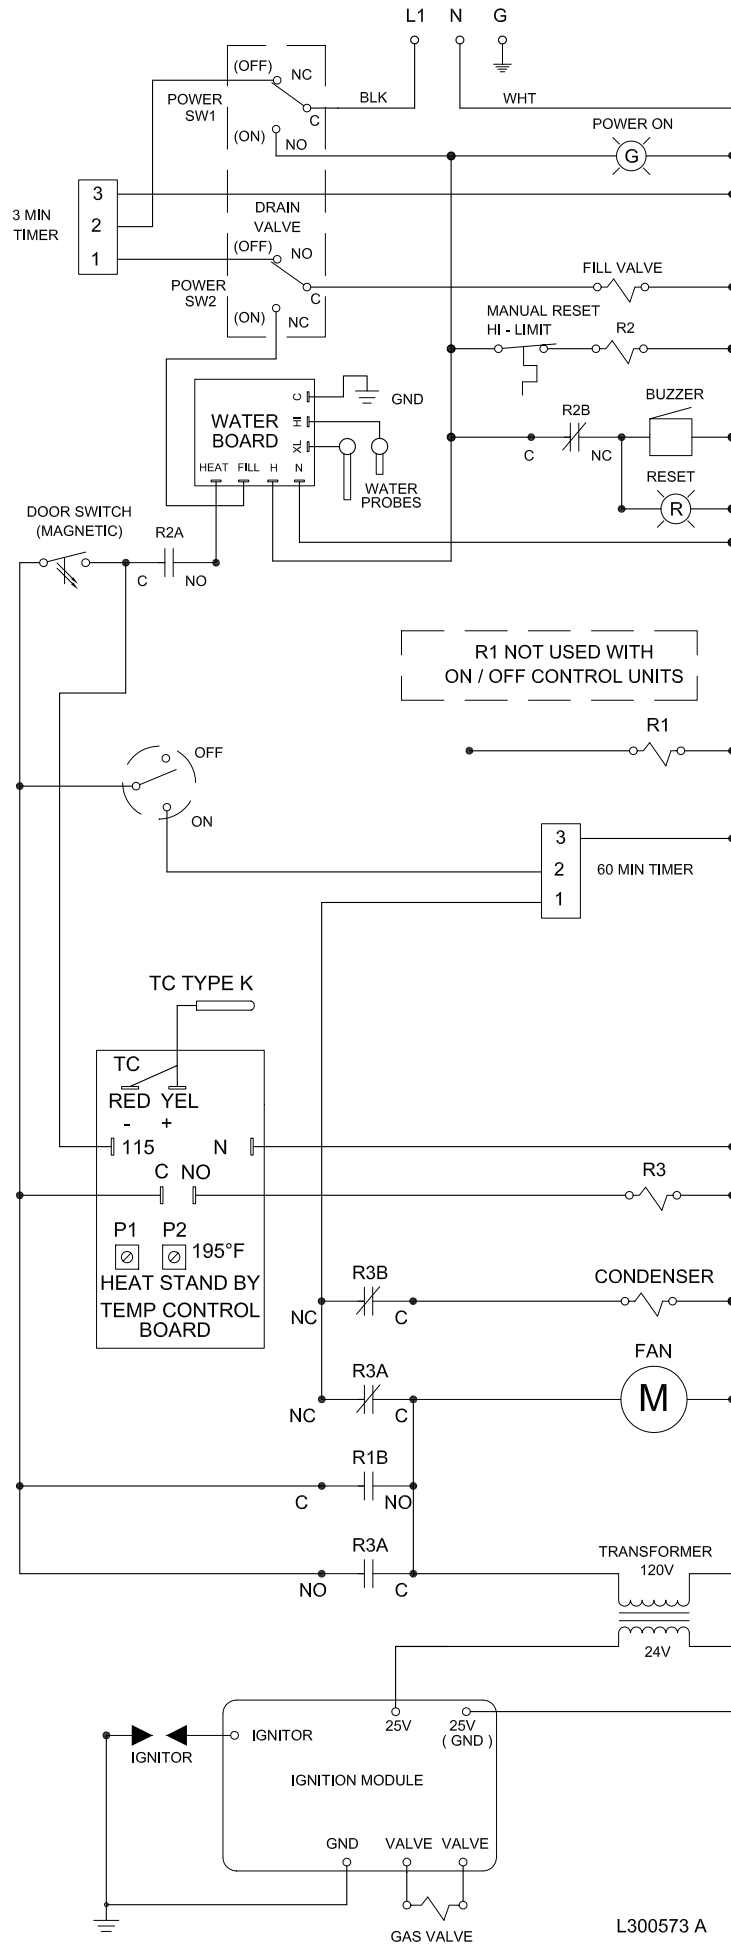 L1 N G
(OFF) NC
POWER
SW1
C
BLK
WHT
(ON) NO
POWER ON
G
3 MIN
TIMER
3
2
1
DRAIN
VALVE
(OFF) NO
POWER
SW2
C
(ON) NC
FILL VALVE
MANUAL RESET
HI - LIMIT
R2
WATER
BOARD
C
HI
XL
GND
HEAT FILL H N
WATER
PROBES
R2B
C NC
BUZZER
RESET
R
DOOR SWITCH
(MAGNETIC)
R2A
C NO
R1 NOT USED WITH
ON / OFF CONTROL UNITS
R1
OFF
ON
3
2
1
60 MIN TIMER
TC TYPE K
TC
RED YEL
- +
115 N
C NO
R3
P1 P2
195°F
HEAT STAND BY
TEMP CONTROL
BOARD
R3B
NC C
CONDENSER
R3A
NC C
FAN
M
R1B
C NO
R3A
NO C
TRANSFORMER
120V
24V
25V
25V
( GND )
IGNITOR
IGNITOR
IGNITION MODULE
GND VALVE VALVE
GAS VALVE
L300573 A